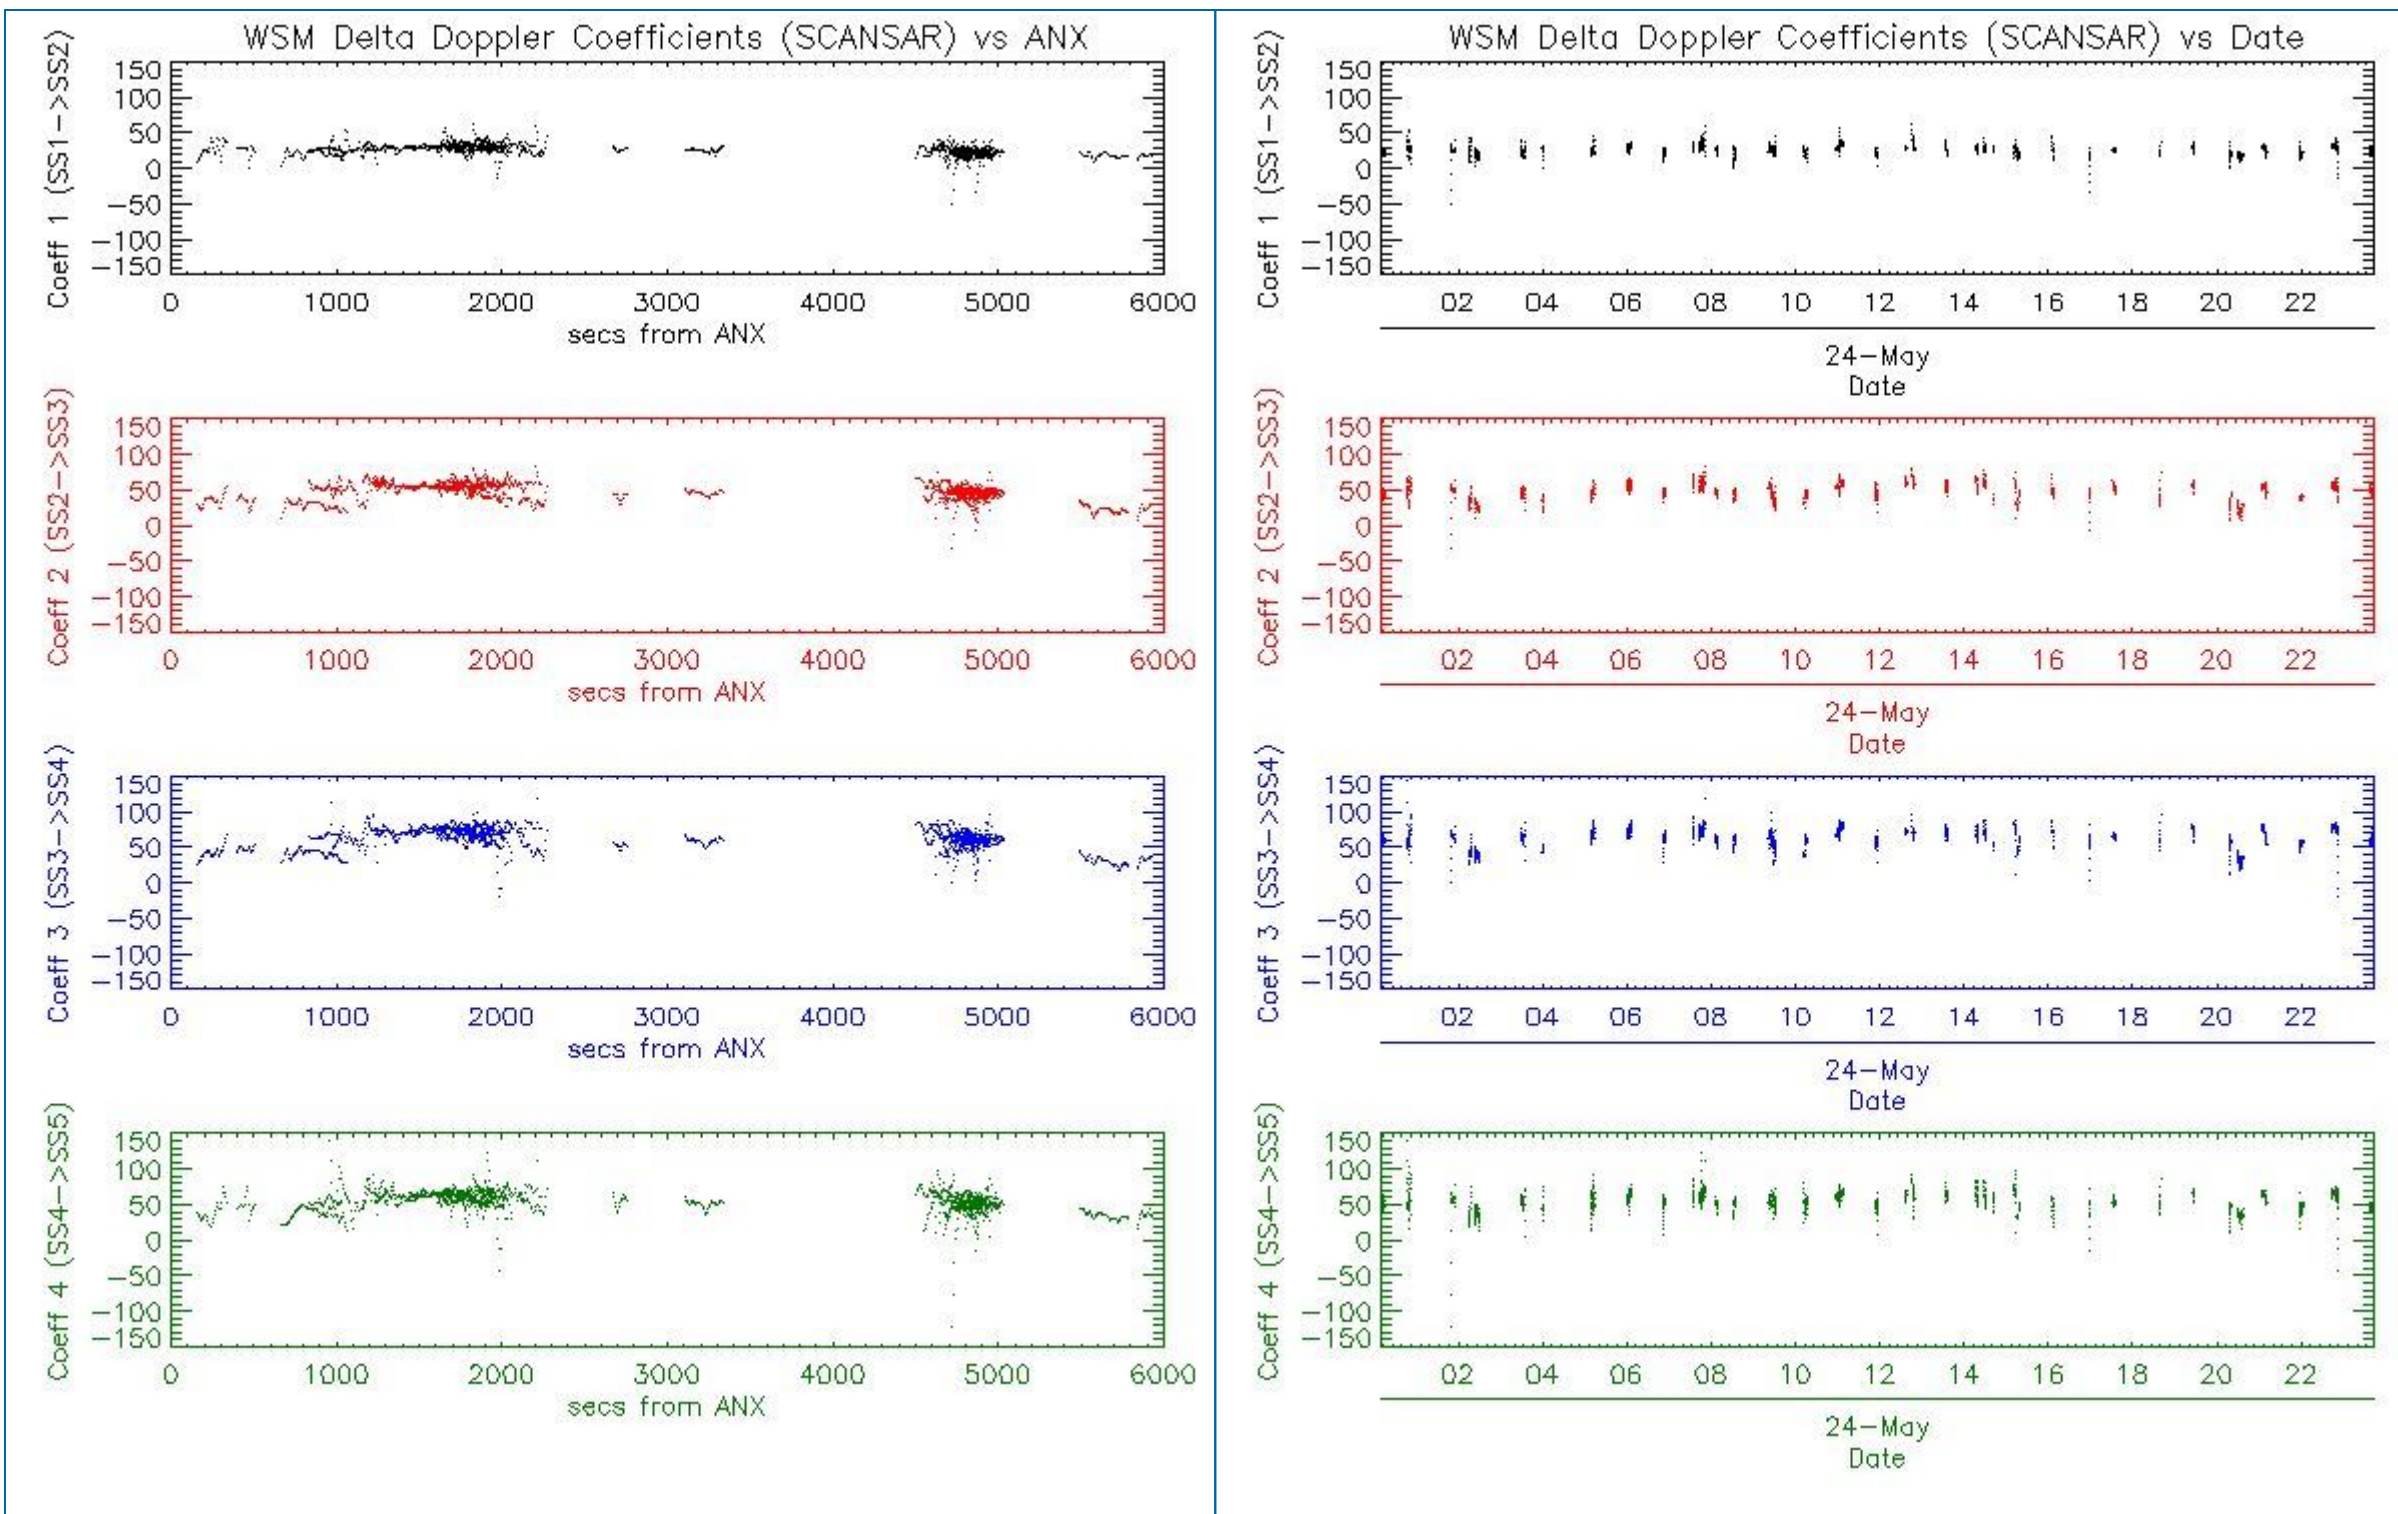 WSM Delta Doppler Coefficients (SCANSAR) vs ANX
Coeff 1 (SS1->SS2)
150
100
50
0
-50
-100
-150
0 1000 2000 3000 4000 5000 6000
secs from ANX
Coeff 2 (SS2->SS3)
150
100
50
0
-50
-100
-150
0 1000 2000 3000 4000 5000 6000
secs from ANX
Coeff 3 (SS3->SS4)
150
100
50
0
-50
-100
-150
0 1000 2000 3000 4000 5000 6000
secs from ANX
Coeff 4 (SS4->SS5)
150
100
50
0
-50
-100
-150
0 1000 2000 3000 4000 5000 6000
secs from ANX
WSM Delta Doppler Coefficients (SCANSAR) vs Date
Coeff 1 (SS1->SS2)
150
100
50
0
-50
-100
-150
02 04 06 08 10 12 14 16 18 20 22
24-May
Date
Coeff 2 (SS2->SS3)
150
100
50
0
-50
-100
-150
02 04 06 08 10 12 14 16 18 20 22
24-May
Date
Coeff 3 (SS3->SS4)
150
100
50
0
-50
-100
-150
02 04 06 08 10 12 14 16 18 20 22
24-May
Date
Coeff 4 (SS4->SS5)
150
100
50
0
-50
-100
-150
02 04 06 08 10 12 14 16 18 20 22
24-May
Date